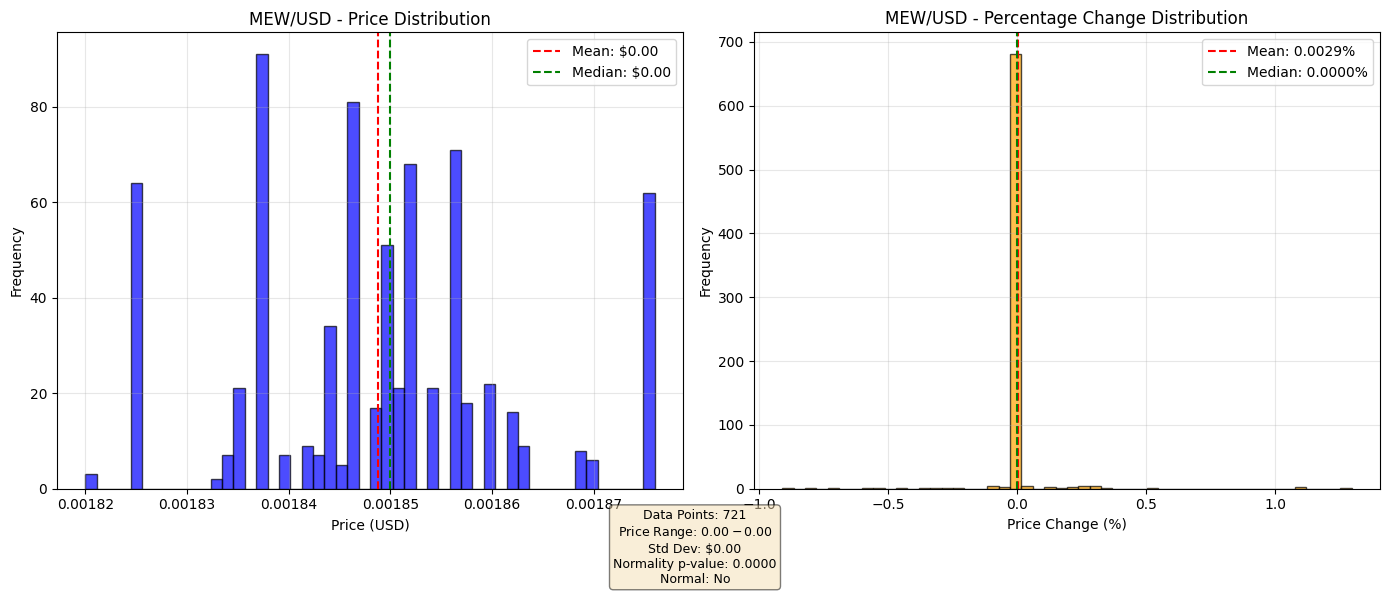 MEW/USD - Price Distribution
Mean: $0.00
Median: $0.00
80
60
40
20
0
Frequency
0.00182
0.00183
0.00184
0.00185
0.00186
0.00187
Price (USD)
MEW/USD - Percentage Change Distribution
Mean: 0.0029%
Median: 0.0000%
700
600
500
400
300
200
100
0
Frequency
−1.0
−0.5
0.0
0.5
1.0
Price Change (%)
Data Points: 721
Price Range: 0.00 − 0.00
Std Dev: $0.00
Normality p-value: 0.0000
Normal: No